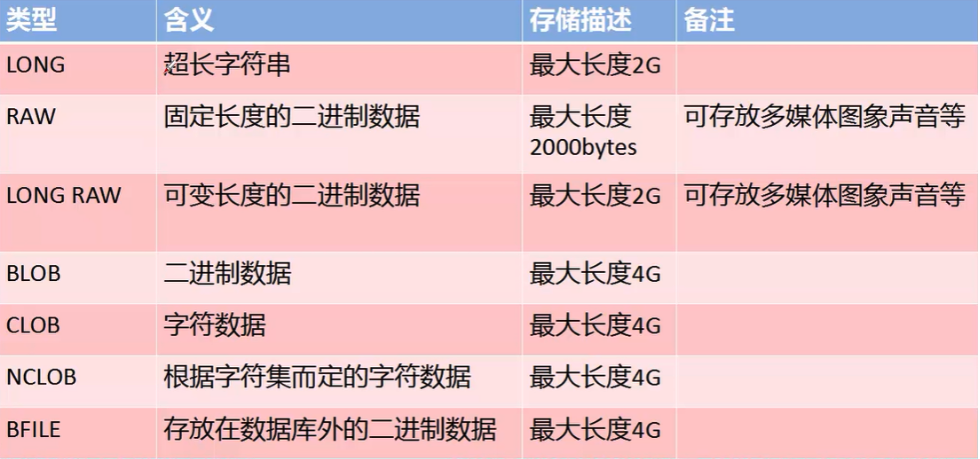 类型 含义 存储描述 备注
LONG 超长字符串 最大长度2G
RAW 固定长度的二进制数据 最大长度 可存放多媒体图象声音等
2000bytes
LONG RAW 可变长度的二进制数据 最大长度2G 可存放多媒体图象声音等
BLOB 二进制数据 最大长度4G
CLOB 字符数据 最大长度4G
NCLOB 根据字符集而定的字符数据 最大长度4G
BFILE 存放在数据库外的二进制数据 最大长度4G